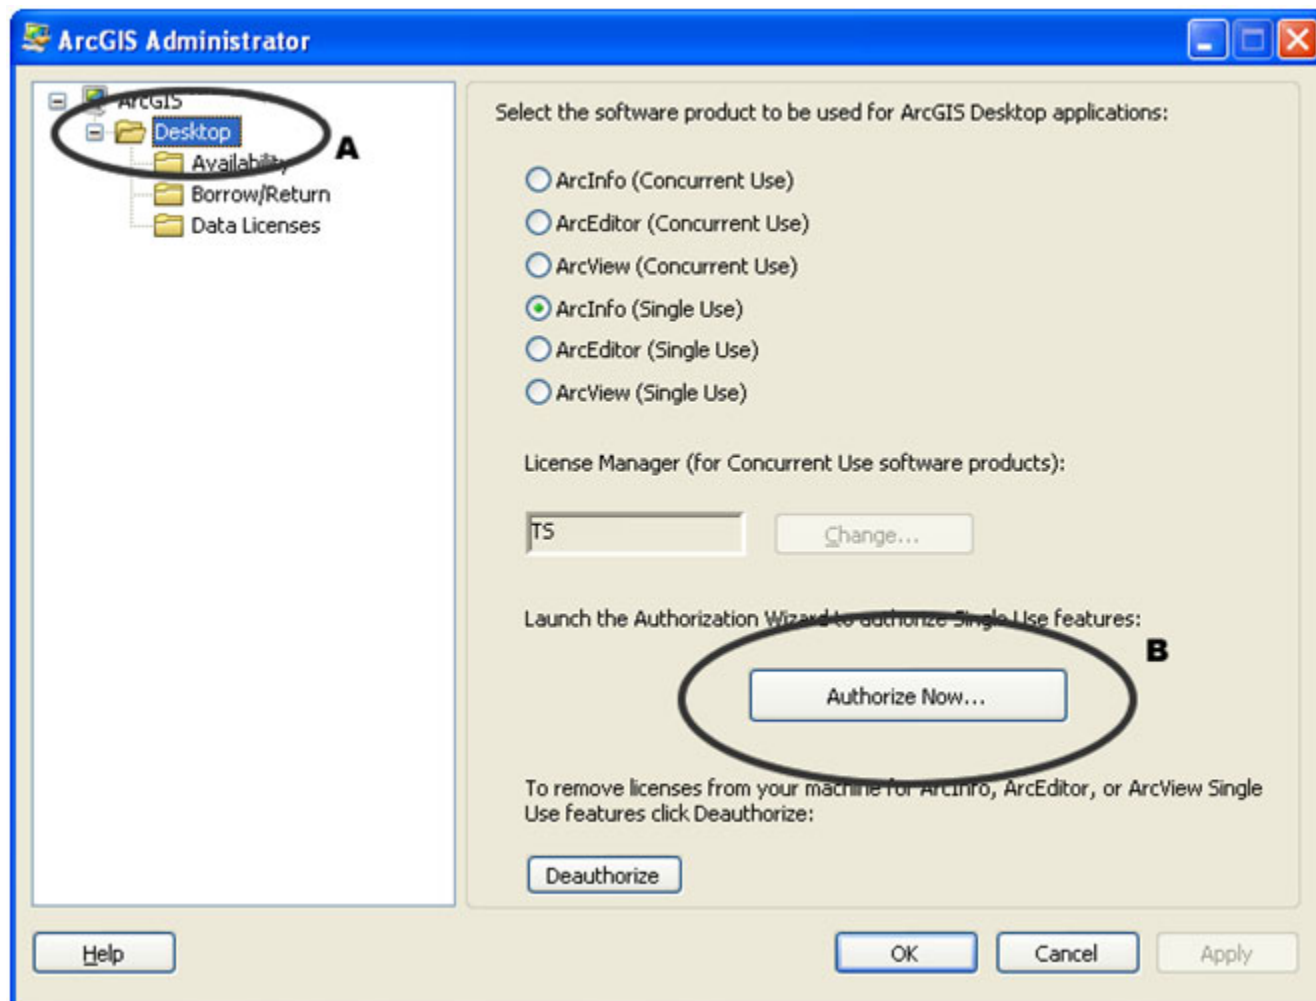 ArcGIS Administrator
ArcGIS
Desktop
A
Availability
Borrow/Return
Data Licenses
Select the software product to be used for ArcGIS Desktop applications:
ArcInfo (Concurrent Use)
ArcEditor (Concurrent Use)
ArcView (Concurrent Use)
ArcInfo (Single Use)
ArcEditor (Single Use)
ArcView (Single Use)
License Manager (for Concurrent Use software products):
TS
Change...
Launch the Authorization Wizard to authorize Single Use features:
B
Authorize Now...
To remove licenses from your machine for ArcInfo, ArcEditor, or ArcView Single
Use features click Deauthorize:
Deauthorize
Help
OK
Cancel
Apply